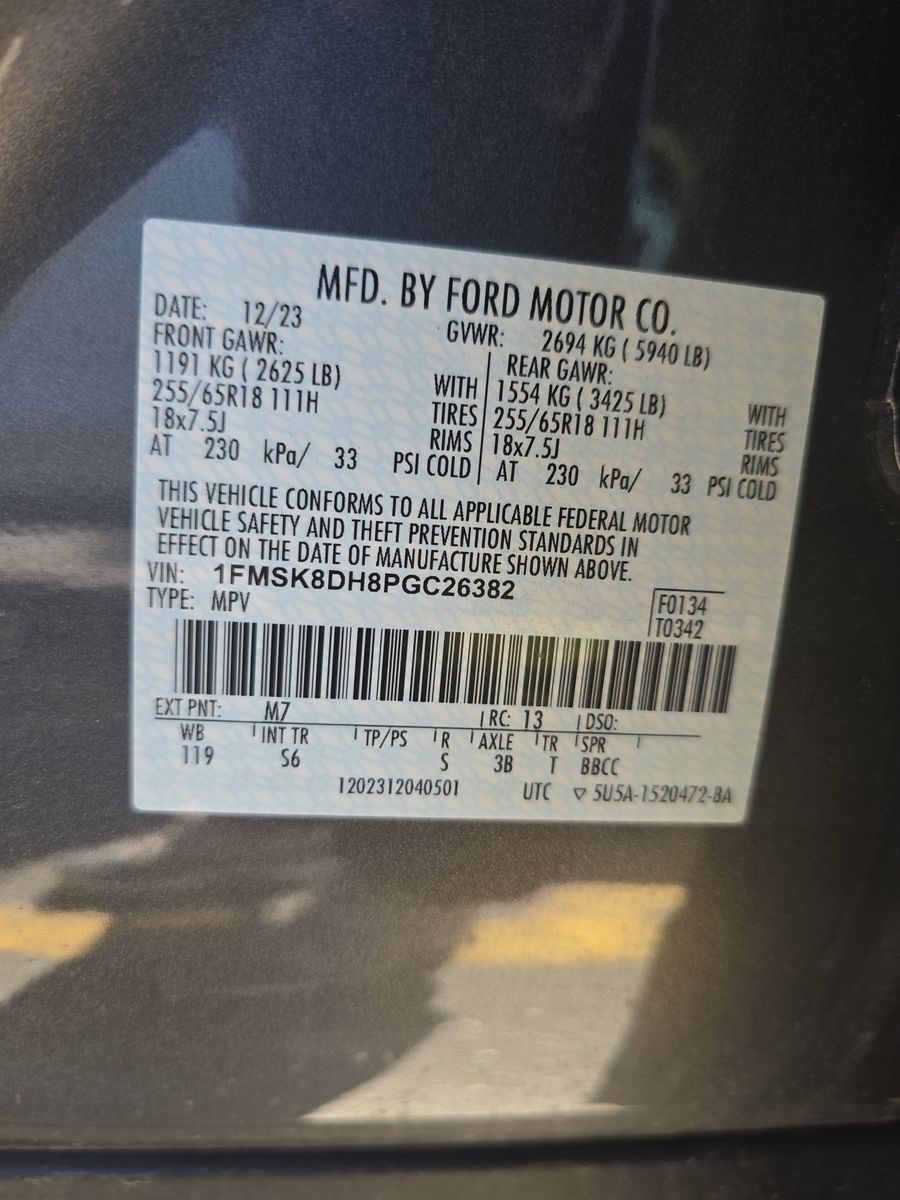 MFD. BY FORD MOTOR CO.
DATE: 12/23 GVWR: 2694 KG ( 5940 LB)
FRONT GAWR: REAR GAWR:
1191 KG ( 2625 LB) WITH 1554 KG ( 3425 LB) WITH
255/65R18 111H TIRES 255/65R18 111H TIRES
18x7.5J RIMS 18x7.5J RIMS
AT 230 kPa/ 33 PSI COLD AT 230 kPa/ 33 PSI COLD
THIS VEHICLE CONFORMS TO ALL APPLICABLE FEDERAL MOTOR
VEHICLE SAFETY AND THEFT PREVENTION STANDARDS IN
EFFECT ON THE DATE OF MANUFACTURE SHOWN ABOVE.
VIN: 1FMSK8DH8PGC26382
TYPE: MPV
F0134
T0342
EXT PNT: M7 RC: 13 DSO:
WB INT TR TP/PS R AXLE TR SPR
119 S6 S 3B T BBCC
1202312040501 UTC ▽ 5U5A-1520472-BA